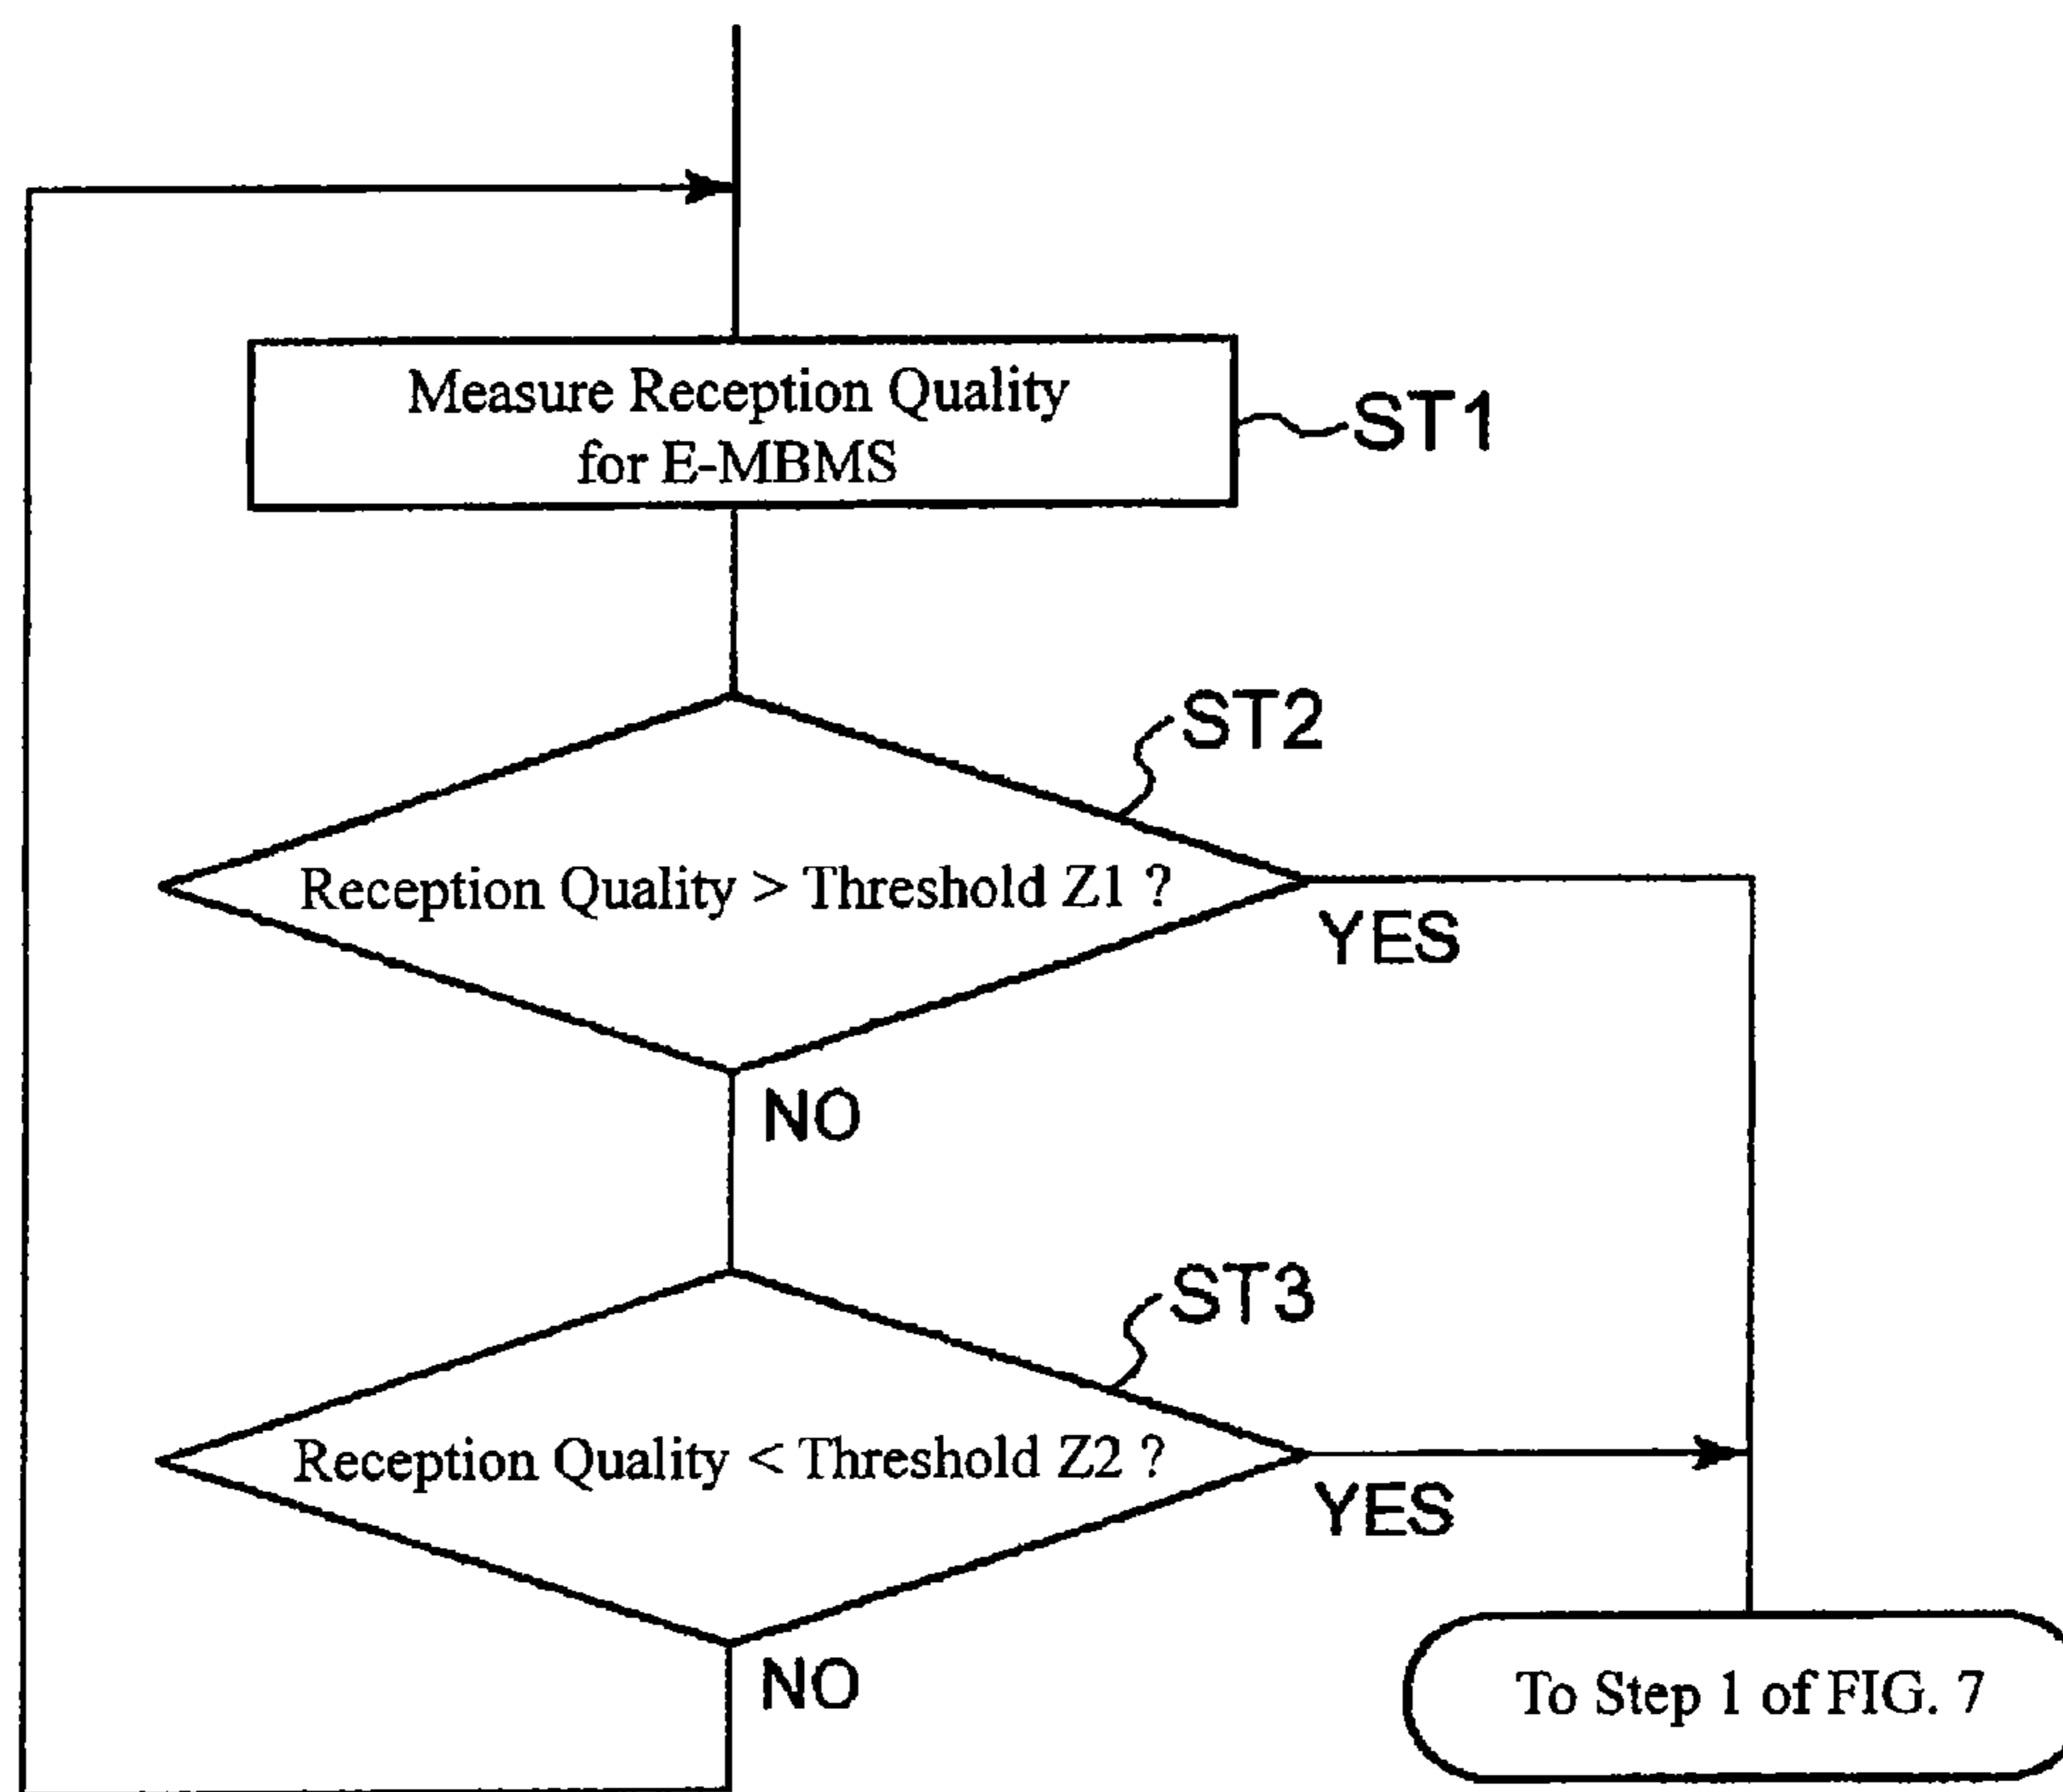 Measure Reception Quality
for E-MBMS
ST1
ST2
Reception Quality > Threshold Z1 ?
YES
NO
ST3
Reception Quality < Threshold Z2 ?
YES
NO
To Step 1 of FIG. 7